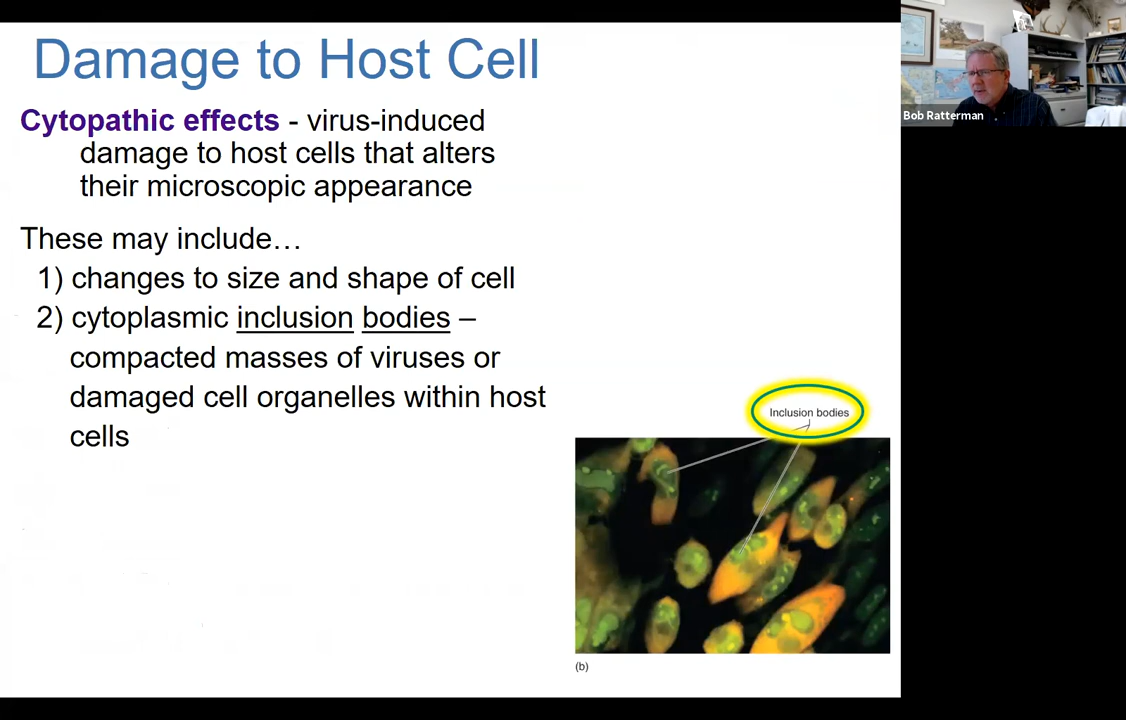 Damage to Host Cell
Cytopathic effects - virus-induced
damage to host cells that alters
their microscopic appearance
These may include…
1) changes to size and shape of cell
2) cytoplasmic inclusion bodies –
compacted masses of viruses or
damaged cell organelles within host
cells
Inclusion bodies
(b)
Bob Ratterman